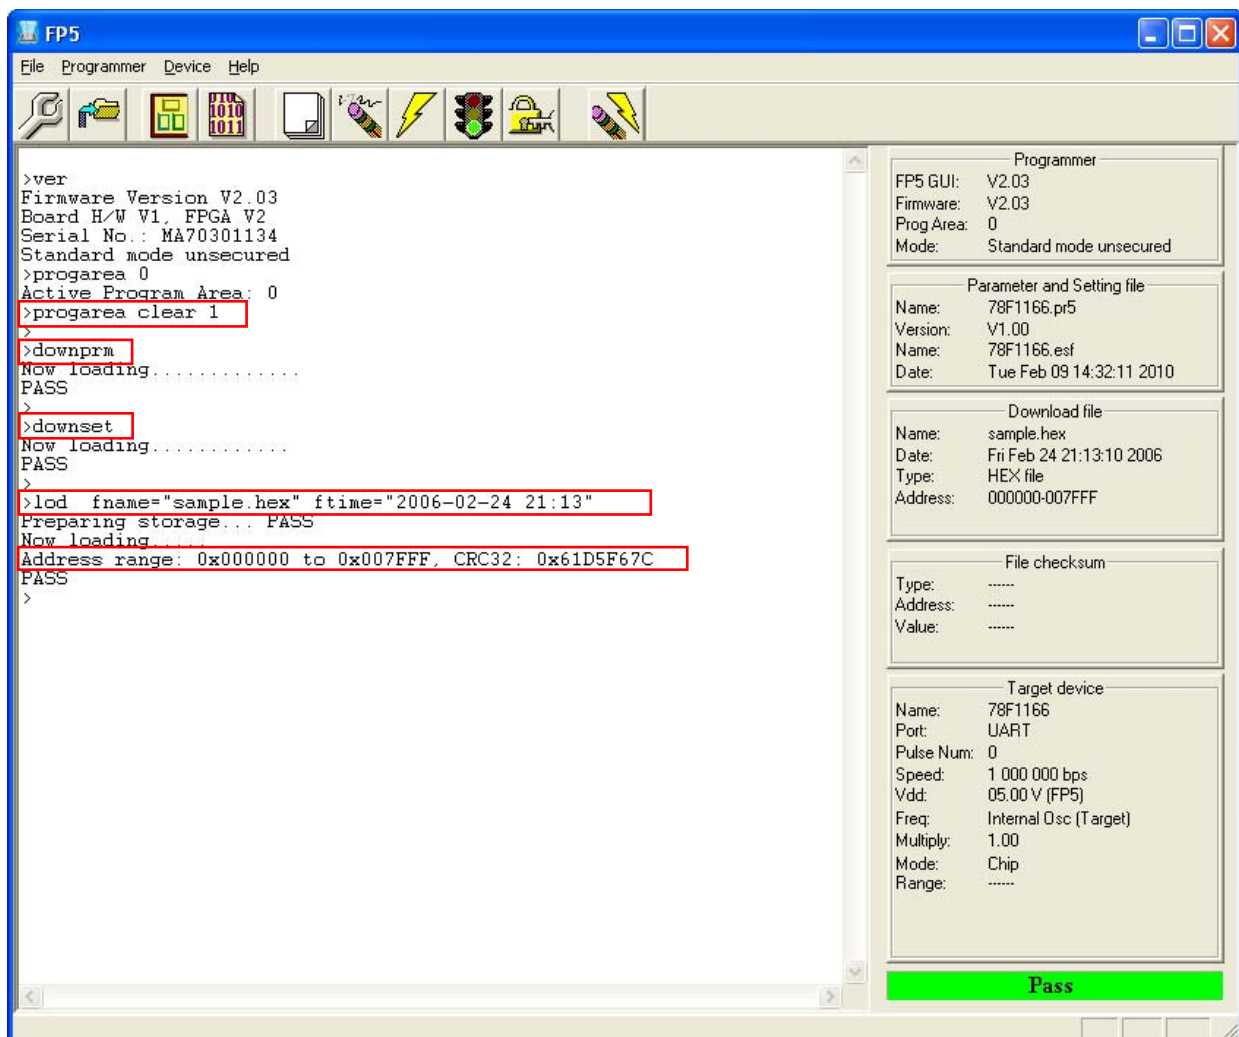 FP5
File Programmer Device Help
1010
1011
>ver
Firmware Version V2.03
Board H/W V1, FPGA V2
Serial No.: MA70301134
Standard mode unsecured
>progarea 0
Active Program Area: 0
>progarea clear 1
>
>downprm
Now loading.............
PASS
>
>downset
Now loading............
PASS
>
>lod  fname="sample.hex" ftime="2006-02-24 21:13"
Preparing storage... PASS
Now loading.....
Address range: 0x000000 to 0x007FFF, CRC32: 0x61D5F67C
PASS
>
Programmer
FP5 GUI: V2.03
Firmware: V2.03
Prog Area: 0
Mode: Standard mode unsecured
Parameter and Setting file
Name: 78F1166.pr5
Version: V1.00
Name: 78F1166.esf
Date: Tue Feb 09 14:32:11 2010
Download file
Name: sample.hex
Date: Fri Feb 24 21:13:10 2006
Type: HEX file
Address: 000000-007FFF
File checksum
Type: ------
Address: ------
Value: ------
Target device
Name: 78F1166
Port: UART
Pulse Num: 0
Speed: 1 000 000 bps
Vdd: 05.00 V (FP5)
Freq: Internal Osc (Target)
Multiply: 1.00
Mode: Chip
Range: ------
Pass